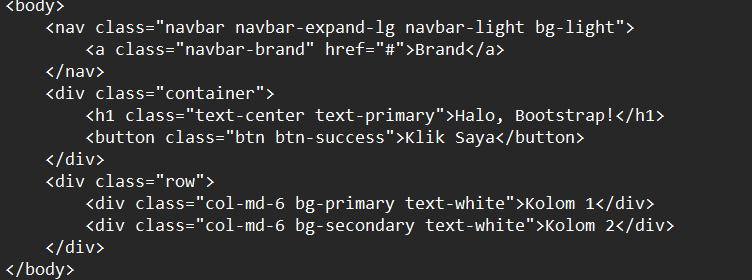 <body>
    <nav class="navbar navbar-expand-lg navbar-light bg-light">
        <a class="navbar-brand" href="#">Brand</a>
    </nav>
    <div class="container">
        <h1 class="text-center text-primary">Halo, Bootstrap!</h1>
        <button class="btn btn-success">Klik Saya</button>
    </div>
    <div class="row">
        <div class="col-md-6 bg-primary text-white">Kolom 1</div>
        <div class="col-md-6 bg-secondary text-white">Kolom 2</div>
    </div>
</body>